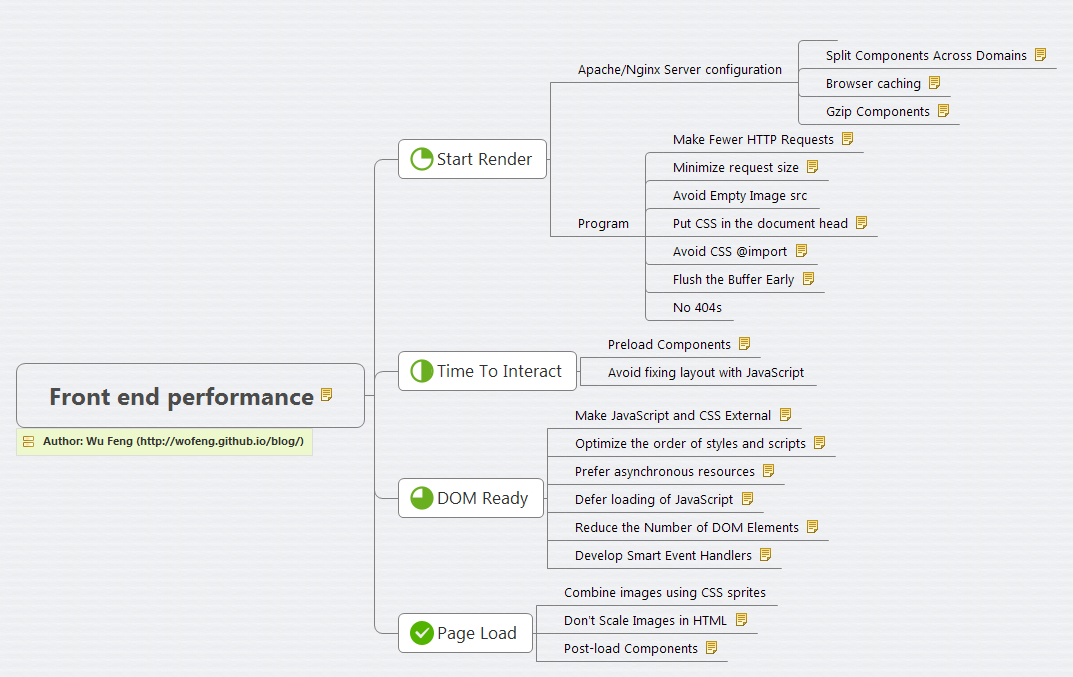 Front end performance
Author: Wu Feng (http://wofeng.github.io/blog/)
Start Render
Apache/Nginx Server configuration
Split Components Across Domains
Browser caching
Gzip Components
Program
Make Fewer HTTP Requests
Minimize request size
Avoid Empty Image src
Put CSS in the document head
Avoid CSS @import
Flush the Buffer Early
No 404s
Time To Interact
Preload Components
Avoid fixing layout with JavaScript
DOM Ready
Make JavaScript and CSS External
Optimize the order of styles and scripts
Prefer asynchronous resources
Defer loading of JavaScript
Reduce the Number of DOM Elements
Develop Smart Event Handlers
Page Load
Combine images using CSS sprites
Don't Scale Images in HTML
Post-load Components